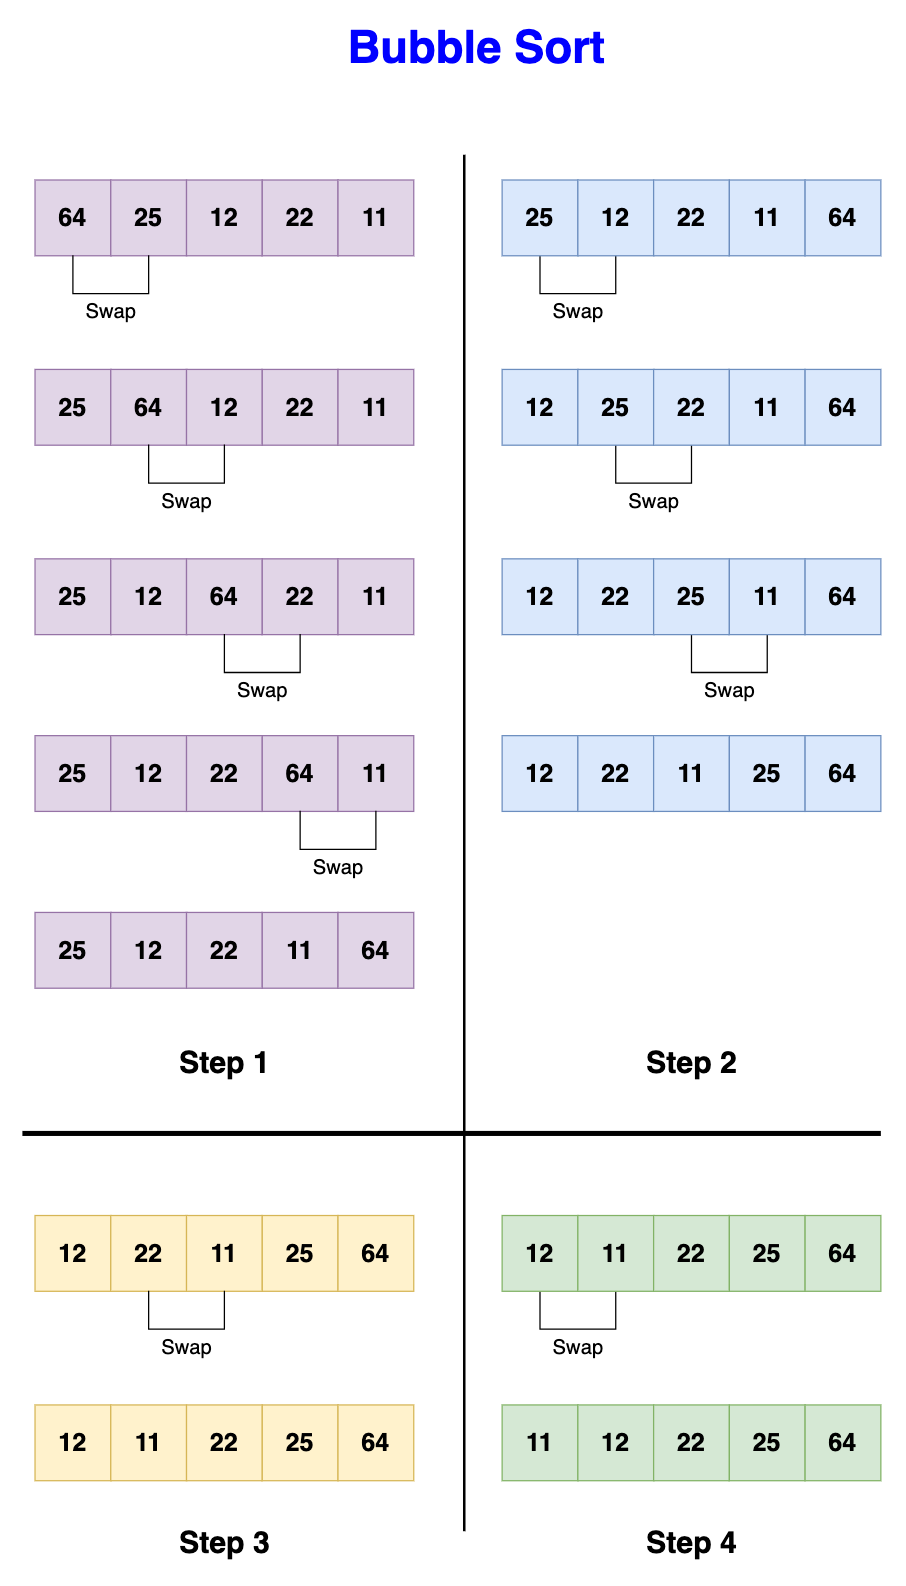 Bubble Sort
64 25 12 22 11
Swap
25 64 12 22 11
Swap
25 12 64 22 11
Swap
25 12 22 64 11
Swap
25 12 22 11 64
Step 1
25 12 22 11 64
Swap
12 25 22 11 64
Swap
12 22 25 11 64
Swap
12 22 11 25 64
Step 2
12 22 11 25 64
Swap
12 11 22 25 64
Step 3
12 11 22 25 64
Swap
11 12 22 25 64
Step 4